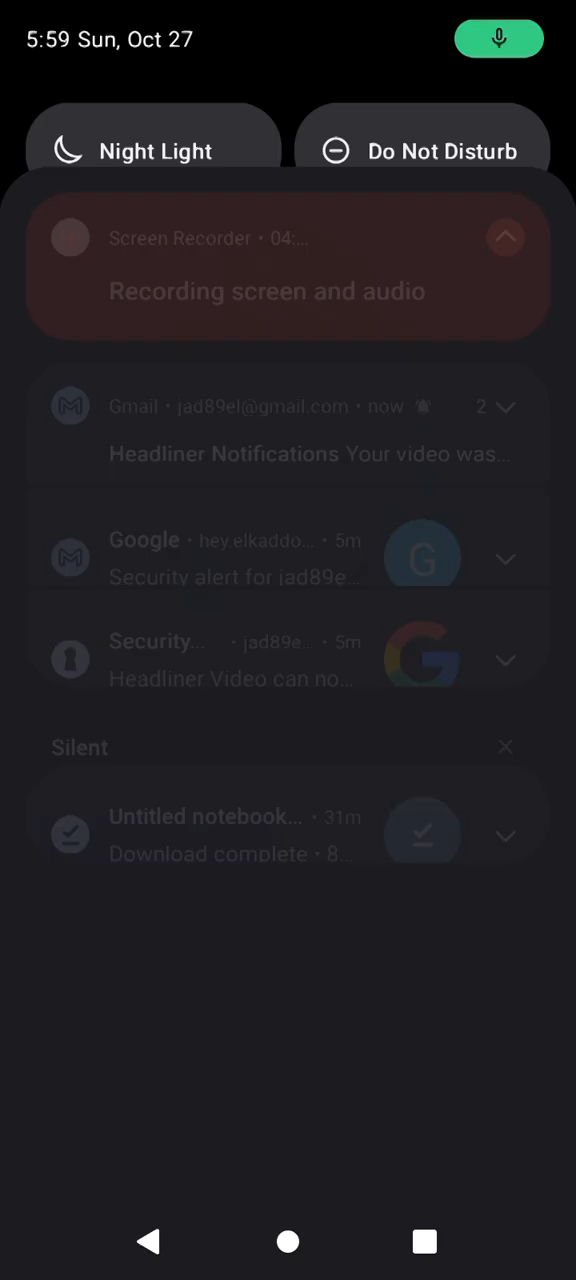 5:59 Sun, Oct 27
Night Light
Do Not Disturb
Screen Recorder • 04:...
Recording screen and audio
Gmail • jad89el@gmail.com • now 2
Headliner Notifications Your video was...
Google • hey.elkaddo... • 5m
G
Security alert for jad89e...
Security... • jad89e... • 5m
Headliner Video can no...
Silent
Untitled notebook... • 31m
Download complete • 8...